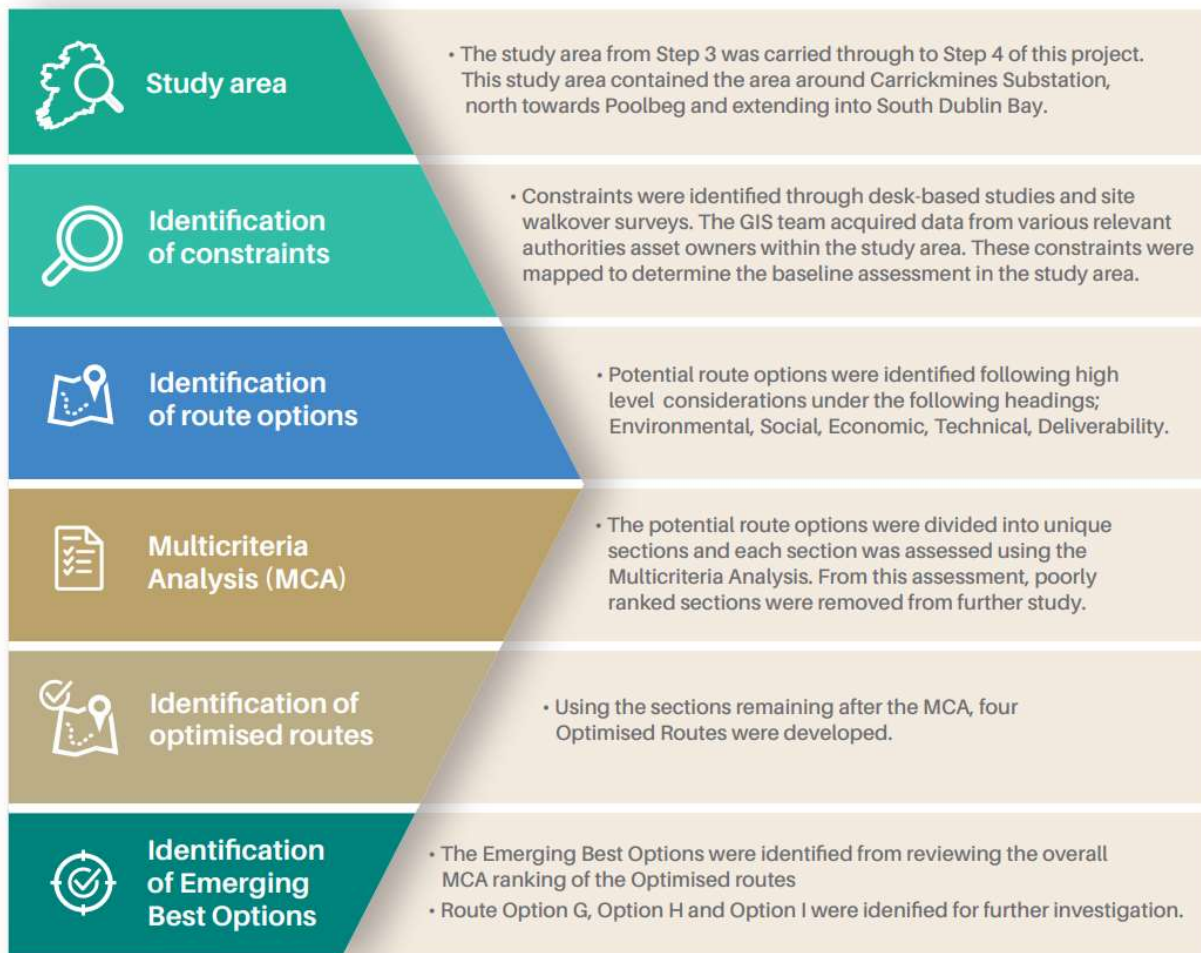 Study area
• The study area from Step 3 was carried through to Step 4 of this project.
This study area contained the area around Carrickmines Substation,
north towards Poolbeg and extending into South Dublin Bay.
Identification
of constraints
• Constraints were identified through desk-based studies and site
walkover surveys. The GIS team acquired data from various relevant
authorities asset owners within the study area. These constraints were
mapped to determine the baseline assessment in the study area.
Identification
of route options
• Potential route options were identified following high
level considerations under the following headings;
Environmental, Social, Economic, Technical, Deliverability.
Multicriteria
Analysis (MCA)
• The potential route options were divided into unique
sections and each section was assessed using the
Multicriteria Analysis. From this assessment, poorly
ranked sections were removed from further study.
Identification of
optimised routes
• Using the sections remaining after the MCA, four
Optimised Routes were developed.
Identification
of Emerging
Best Options
• The Emerging Best Options were identified from reviewing the overall
MCA ranking of the Optimised routes
• Route Option G, Option H and Option I were idenified for further investigation.